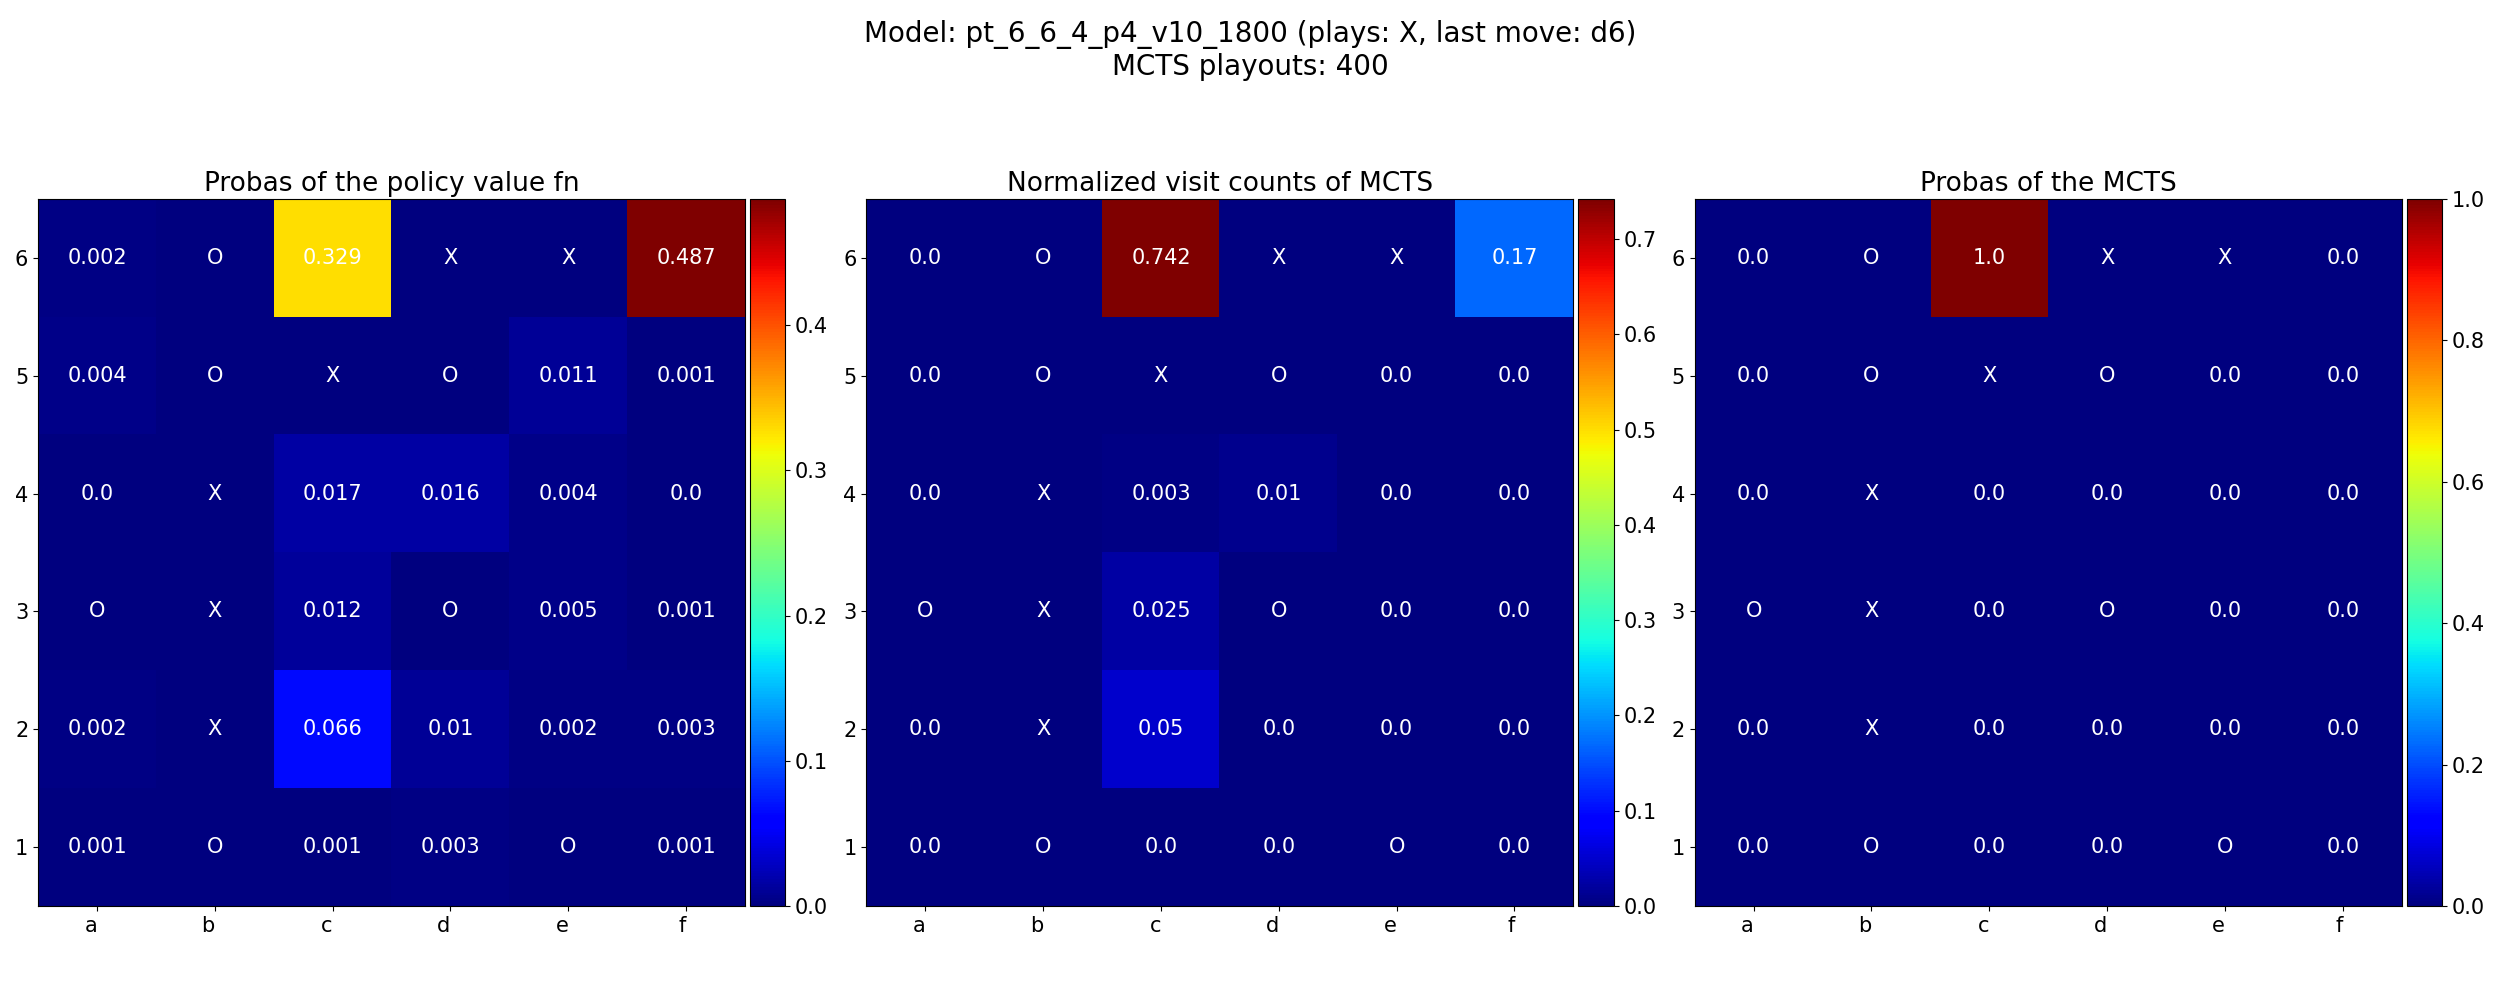 Model: pt_6_6_4_p4_v10_1800 (plays: X, last move: d6)
MCTS playouts: 400
Probas of the policy value fn
6 0.002 O 0.329 X X 0.487
5 0.004 O X O 0.011 0.001
4 0.0 X 0.017 0.016 0.004 0.0
3 O X 0.012 O 0.005 0.001
2 0.002 X 0.066 0.01 0.002 0.003
1 0.001 O 0.001 0.003 O 0.001
a b c d e f
0.4
0.3
0.2
0.1
0.0
Normalized visit counts of MCTS
6 0.0 O 0.742 X X 0.17
5 0.0 O X O 0.0 0.0
4 0.0 X 0.003 0.01 0.0 0.0
3 O X 0.025 O 0.0 0.0
2 0.0 X 0.05 0.0 0.0 0.0
1 0.0 O 0.0 0.0 O 0.0
a b c d e f
0.7
0.6
0.5
0.4
0.3
0.2
0.1
0.0
Probas of the MCTS
6 0.0 O 1.0 X X 0.0
5 0.0 O X O 0.0 0.0
4 0.0 X 0.0 0.0 0.0 0.0
3 O X 0.0 O 0.0 0.0
2 0.0 X 0.0 0.0 0.0 0.0
1 0.0 O 0.0 0.0 O 0.0
a b c d e f
1.0
0.8
0.6
0.4
0.2
0.0